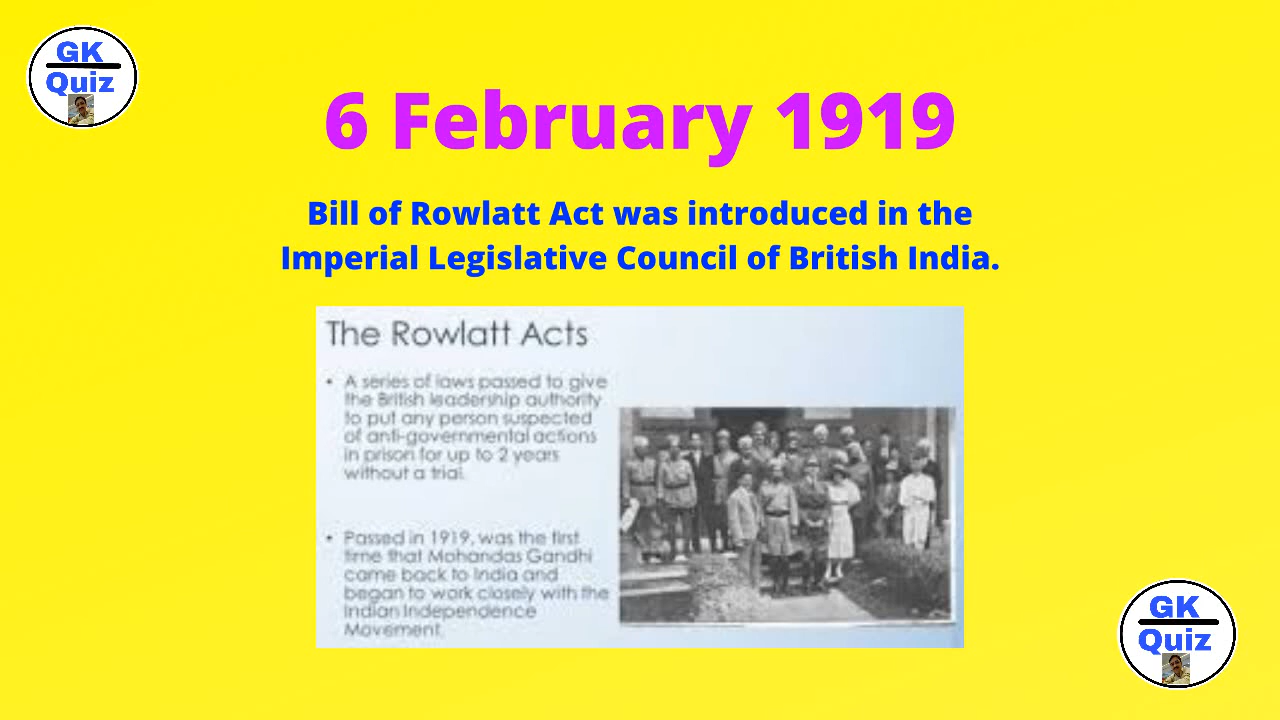 GK
Quiz
6 February 1919
Bill of Rowlatt Act was introduced in the
Imperial Legislative Council of British India.
The Rowlatt Acts
• A series of laws passed to give
the British leadership authority
to put any person suspected
of anti-governmental actions
in prison for up to 2 years
without a trial.
• Passed in 1919, was the first
time that Mohandas Gandhi
came back to India and
began to work closely with the
Indian Independence
Movement.
GK
Quiz